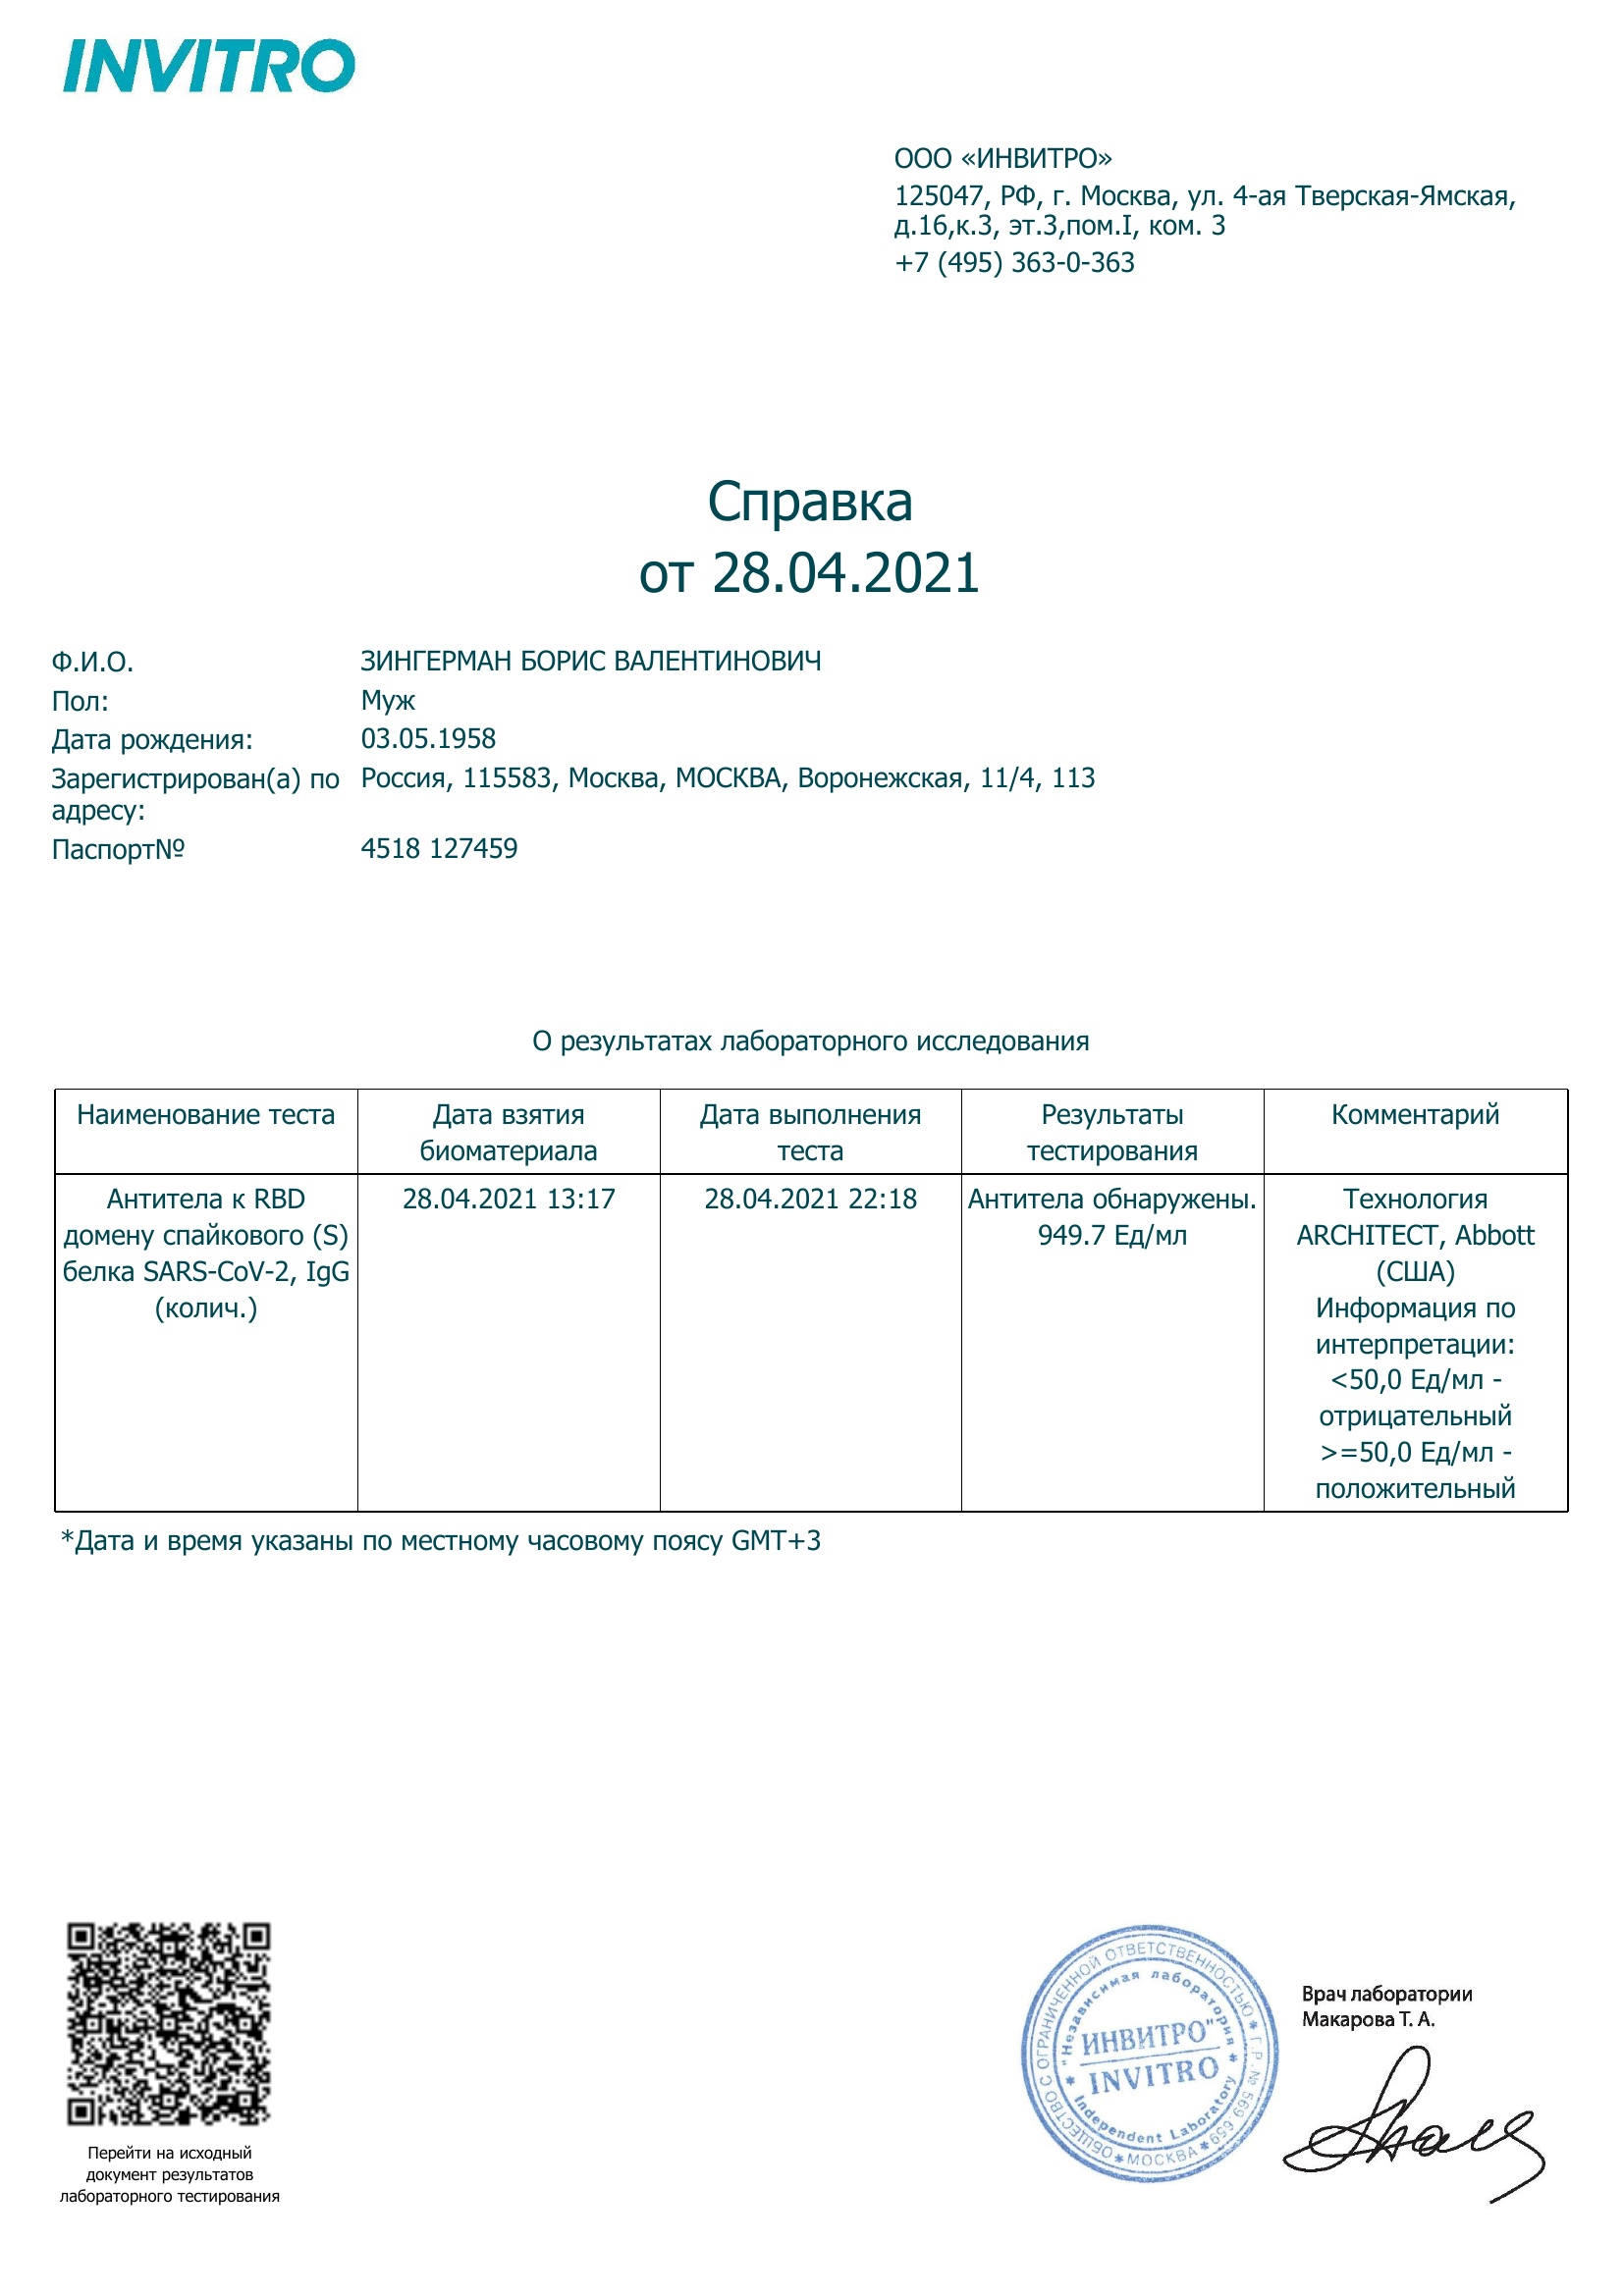 INVITRO
ООО «ИНВИТРО»
125047, РФ, г. Москва, ул. 4-ая Тверская-Ямская,
д.16,к.3, эт.3,пом.I, ком. 3
+7 (495) 363-0-363
Справка
от 28.04.2021
Ф.И.О. ЗИНГЕРМАН БОРИС ВАЛЕНТИНОВИЧ
Пол: Муж
Дата рождения: 03.05.1958
Зарегистрирован(а) по Россия, 115583, Москва, МОСКВА, Воронежская, 11/4, 113
адресу:
Паспорт№ 4518 127459
О результатах лабораторного исследования
Наименование теста Дата взятия Дата выполнения Результаты Комментарий
биоматериала теста тестирования
Антитела к RBD 28.04.2021 13:17 28.04.2021 22:18 Антитела обнаружены. Технология
домену спайкового (S) 949.7 Ед/мл ARCHITECT, Abbott
белка SARS-CoV-2, IgG (США)
(колич.) Информация по
интерпретации:
<50,0 Ед/мл -
отрицательный
>=50,0 Ед/мл -
положительный
*Дата и время указаны по местному часовому поясу GMT+3
Перейти на исходный
документ результатов
лабораторного тестирования
ОБЩЕСТВО С ОГРАНИЧЕННОЙ ОТВЕТСТВЕННОСТЬЮ * Г.Р. № 569 659 * МОСКВА *
"Независимая лаборатория
ИНВИТРО"
INVITRO
Independent Laboratory
Врач лаборатории
Макарова Т. А.